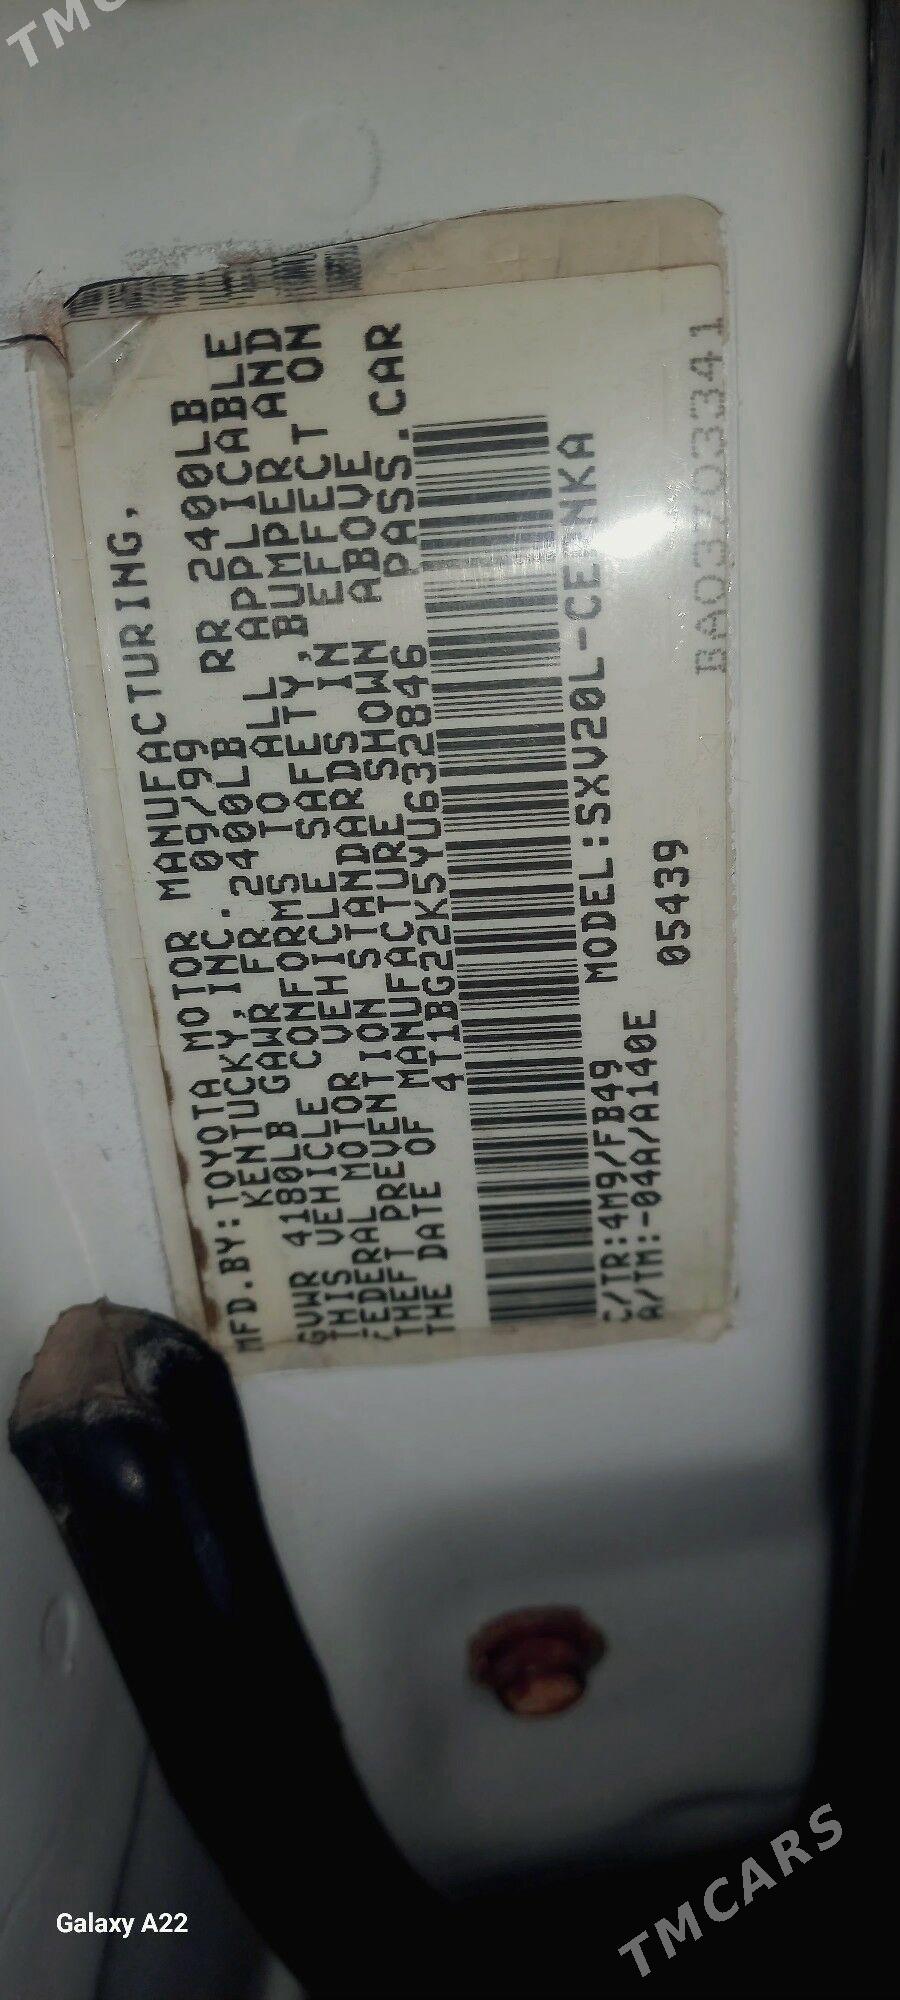 TMC
MFD.BY:TOYOTA MOTOR MANUFACTURING,
KENTUCKY, INC. 09/99
GVWR 4180LB GAWR FR 2400LB RR 2400LB
THIS VEHICLE CONFORMS TO ALL APPLICABLE
FEDERAL MOTOR VEHICLE SAFETY, BUMPER AND
THEFT PREVENTION STANDARDS IN EFFECT ON
THE DATE OF MANUFACTURE SHOWN ABOVE
4T1BG22K5YU632846 PASS.CAR
MODEL:SXV20L-
C/TR:4M9/FB49
A/TM:-04A/A140E 05439
BA03703341
Galaxy A22
TMCARS